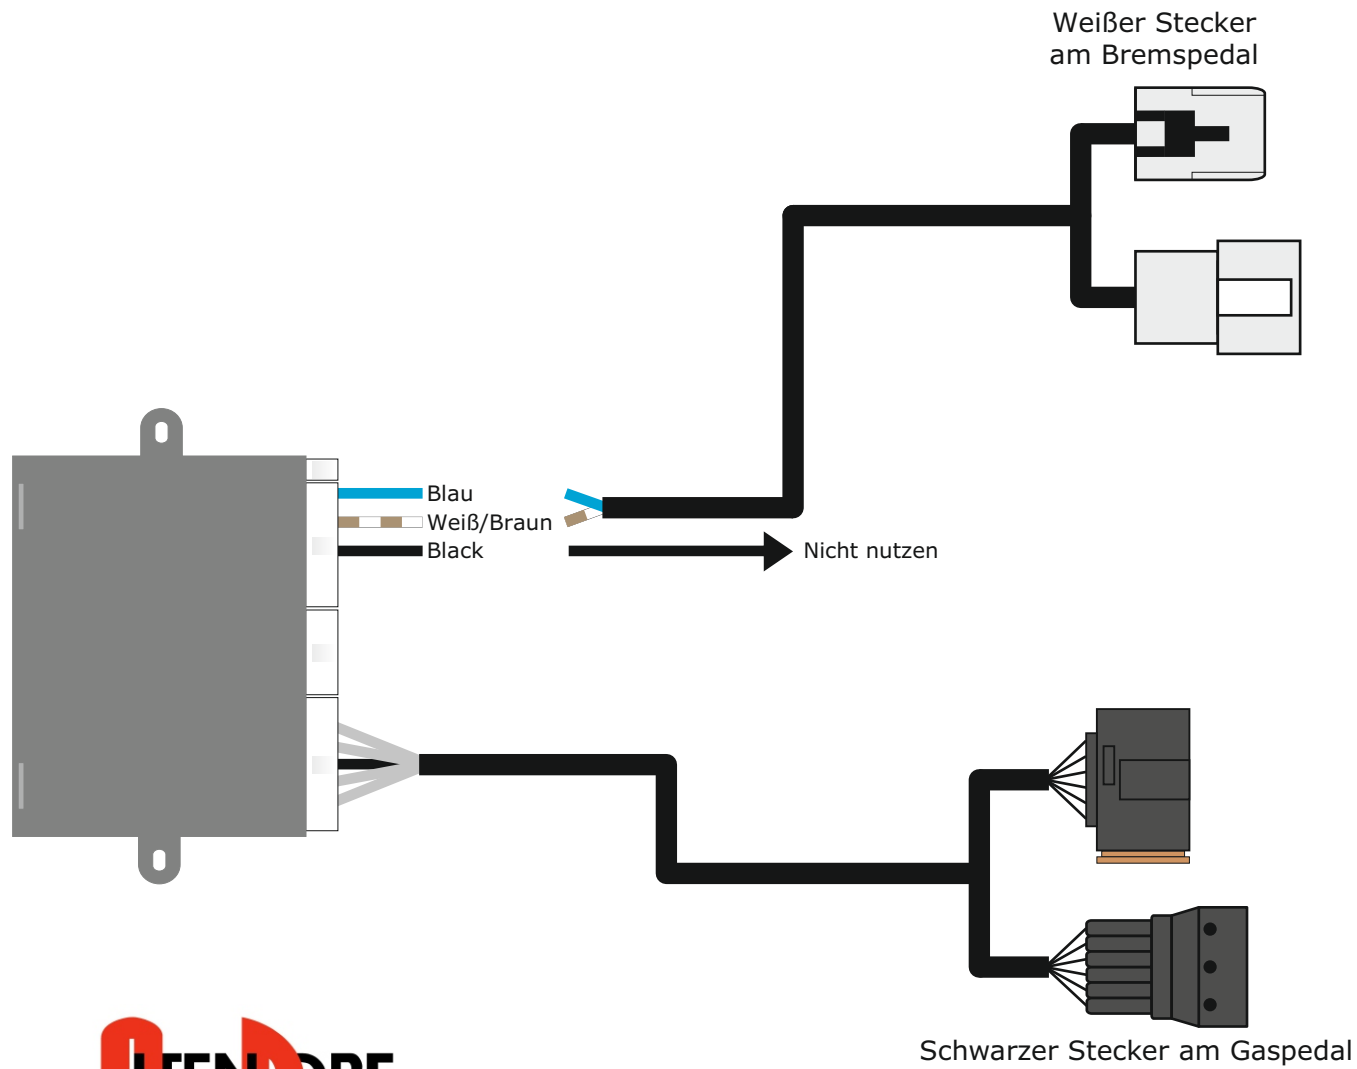 Weißer Stecker
am Bremspedal
Blau
Weiß/Braun
Black
Nicht nutzen
Schwarzer Stecker am Gaspedal